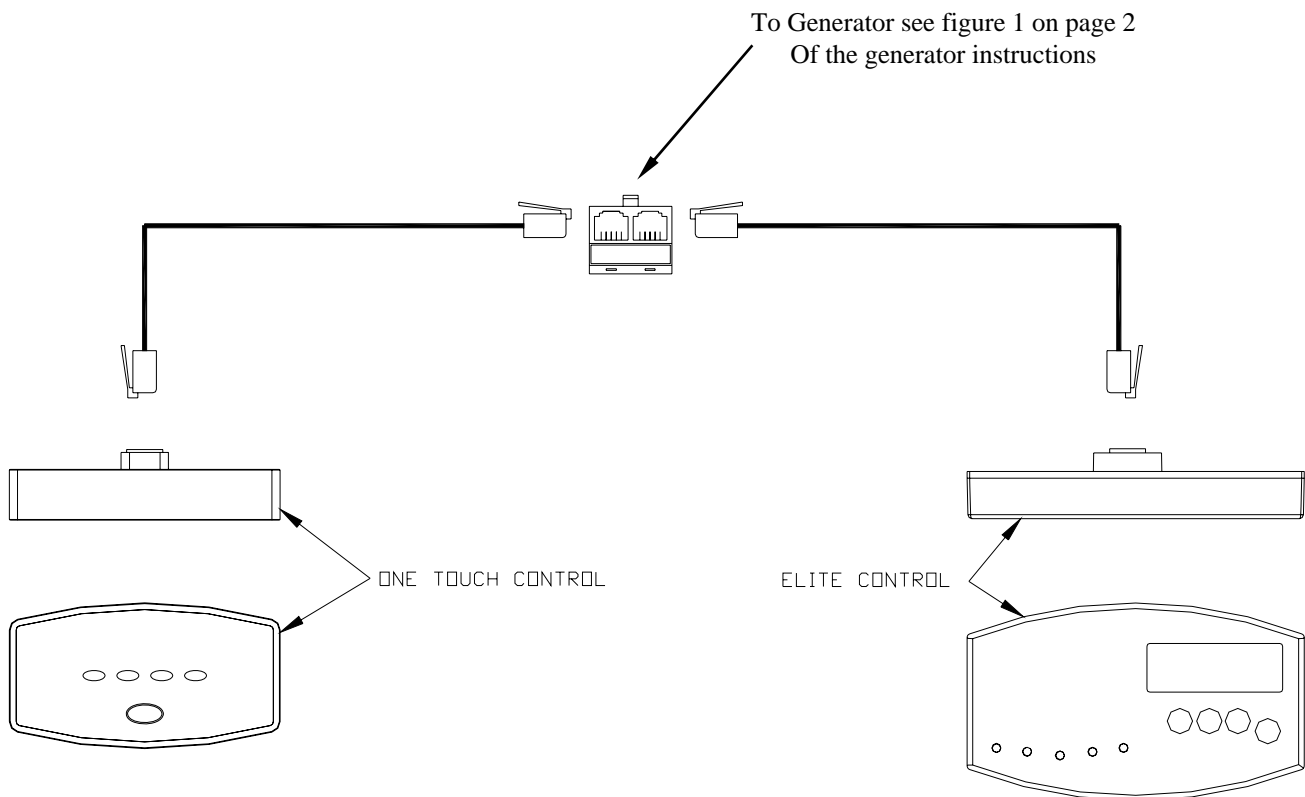 To Generator see figure 1 on page 2
Of the generator instructions
ONE TOUCH CONTROL
ELITE CONTROL